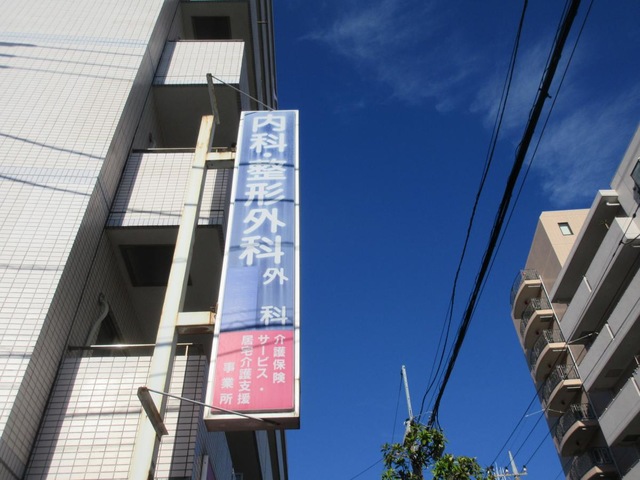 内科・整形外科
外科
介護保険
サービス・
居宅介護支援
事業所